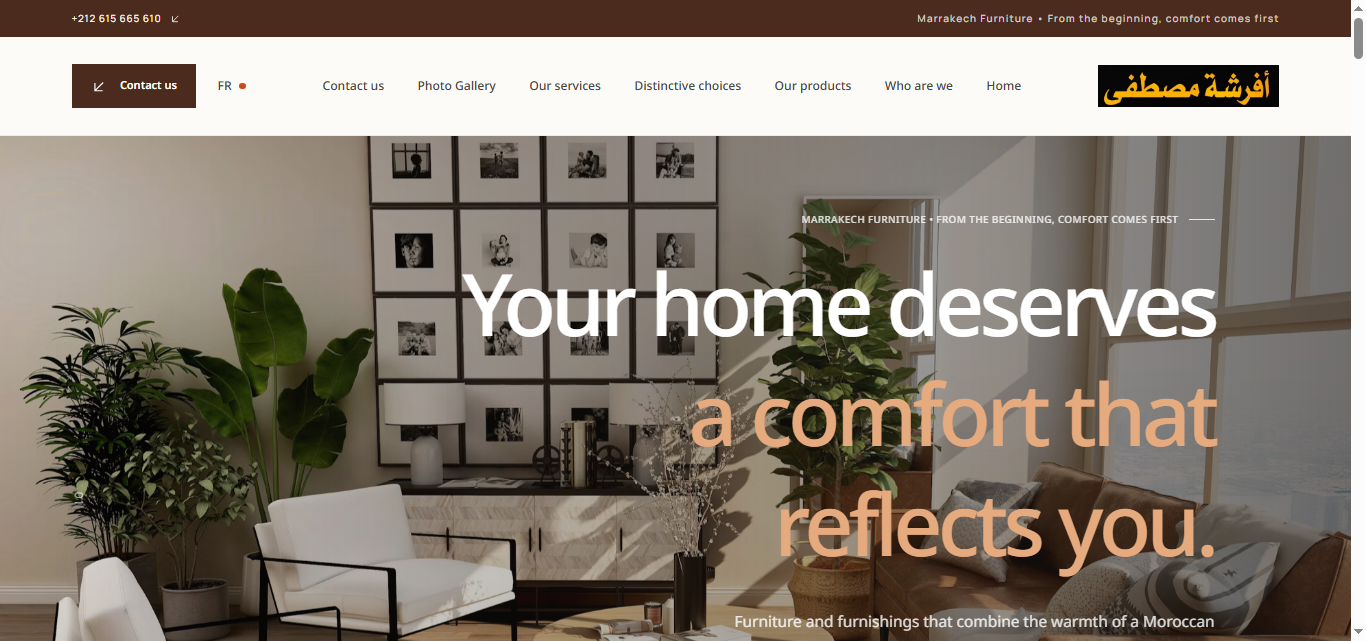 +212 615 665 610
Marrakech Furniture • From the beginning, comfort comes first
Contact us
FR
Contact us
Photo Gallery
Our services
Distinctive choices
Our products
Who are we
Home
أفرشة مصطفى
MARRAKECH FURNITURE • FROM THE BEGINNING, COMFORT COMES FIRST
Your home deserves
a comfort that
reflects you.
Furniture and furnishings that combine the warmth of a Moroccan